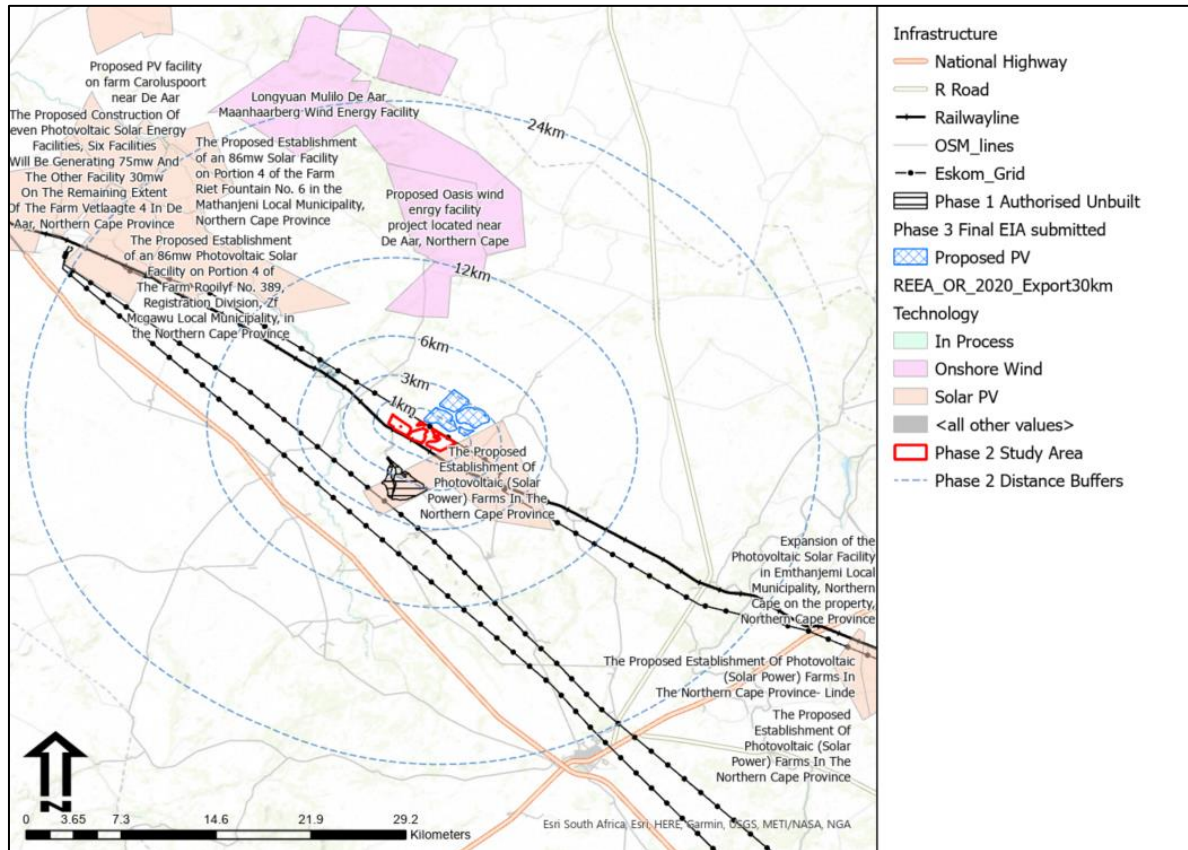 Proposed PV facility
on farm Caroluspoort
near De Aar
The Proposed Construction Of
even Photovoltaic Solar Energy
Facilities, Six Facilities
Will Be Generating 75mw And
The Other Facility 30mw
On The Remaining Extent
Of The Farm Vetlaagte 4 In De
Aar, Northern Cape Province
Longyuan Mulilo De Aar
Maanhaarberg Wind Energy Facility
The Proposed Establishment
of an 86mw Solar Facility
on Portion 4 of the Farm
Riet Fountain No. 6 in the
Mathanjeni Local Municipality,
Northern Cape Province
24km
Proposed Oasis wind
enrgy facility
project located near
De Aar, Northern Cape
The Proposed Establishment
of an 86mw Photovoltaic Solar
Facility on Portion 4 of
The Farm Rooilyf No. 389,
Registration Division, Zf
Mcgawu Local Municipality, in
the Northern Cape Province
12km
6km
3km
1km
The Proposed
Establishment Of
Photovoltaic (Solar
Power) Farms In The
Northern Cape Province
Expansion of the
Photovoltaic Solar Facility
in Emthanjemi Local
Municipality, Northern
Cape on the property,
Northern Cape Province
The Proposed Establishment Of Photovoltaic
(Solar Power) Farms In
The Northern Cape Province- Linde
The Proposed
Establishment Of
Photovoltaic (Solar
Power) Farms In The
Northern Cape Province
N
0 3.65 7.3 14.6 21.9 29.2
Kilometers
Esri South Africa, Esri, HERE, Garmin, USGS, METI/NASA, NGA
Infrastructure
National Highway
R Road
Railwayline
OSM_lines
Eskom_Grid
Phase 1 Authorised Unbuilt
Phase 3 Final EIA submitted
Proposed PV
REEA_OR_2020_Export30km
Technology
In Process
Onshore Wind
Solar PV
<all other values>
Phase 2 Study Area
Phase 2 Distance Buffers